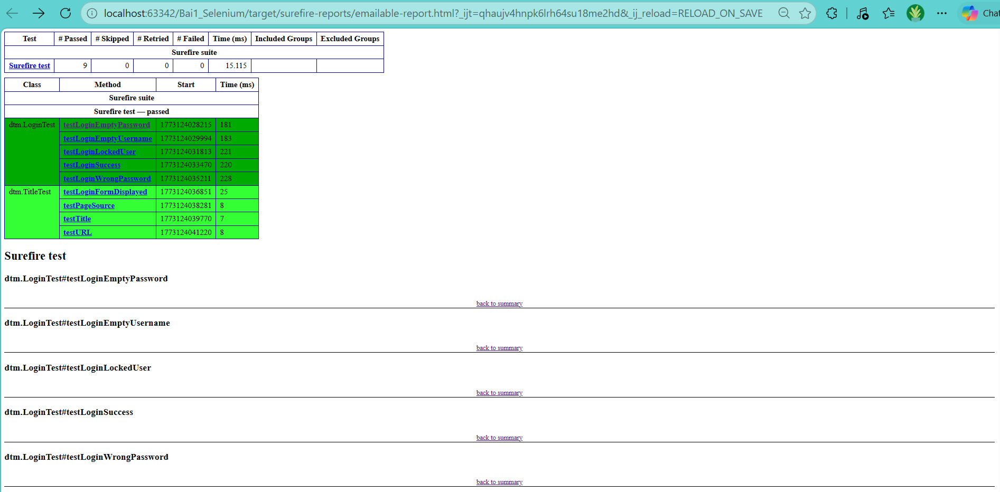 localhost:63342/Bai1_Selenium/target/surefire-reports/emailable-report.html?_ijt=qhaujv4hnpk6lrh64su18me2hd&_ij_reload=RELOAD_ON_SAVE
Chat
Test # Passed # Skipped # Retried # Failed Time (ms) Included Groups Excluded Groups
Surefire suite
Surefire test 9 0 0 0 15.115
Class Method Start Time (ms)
Surefire suite
Surefire test — passed
dtm.LoginTest testLoginEmptyPassword 1773124028215 181
testLoginEmptyUsername 1773124029994 183
testLoginLockedUser 1773124031813 221
testLoginSuccess 1773124033470 220
testLoginWrongPassword 1773124035211 228
dtm.TitleTest testLoginFormDisplayed 1773124036851 25
testPageSource 1773124038281 8
testTitle 1773124039770 7
testURL 1773124041220 8
Surefire test
dtm.LoginTest#testLoginEmptyPassword
back to summary
dtm.LoginTest#testLoginEmptyUsername
back to summary
dtm.LoginTest#testLoginLockedUser
back to summary
dtm.LoginTest#testLoginSuccess
back to summary
dtm.LoginTest#testLoginWrongPassword
back to summary